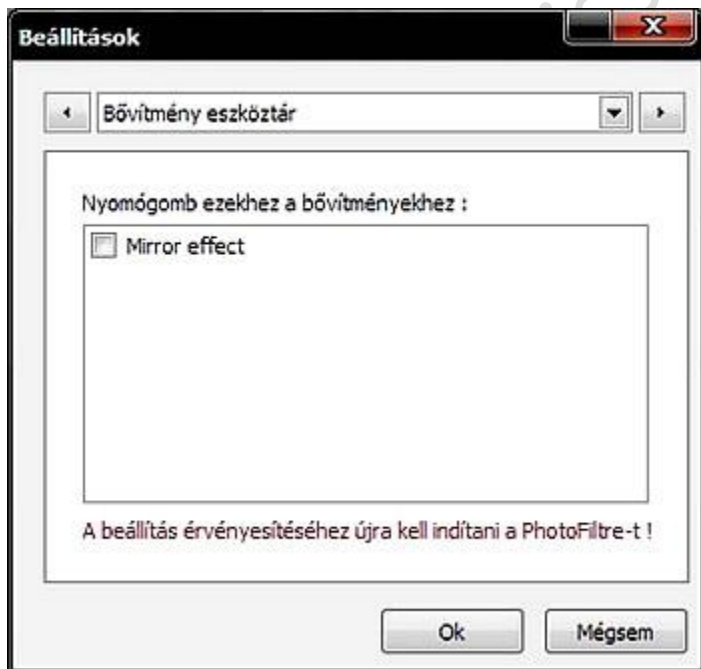 Beállítások
Bővítmény eszköztár
Nyomógomb ezekhez a bővítményekhez :
Mirror effect
A beállítás érvényesítéséhez újra kell indítani a PhotoFiltre-t !
Ok
Mégsem